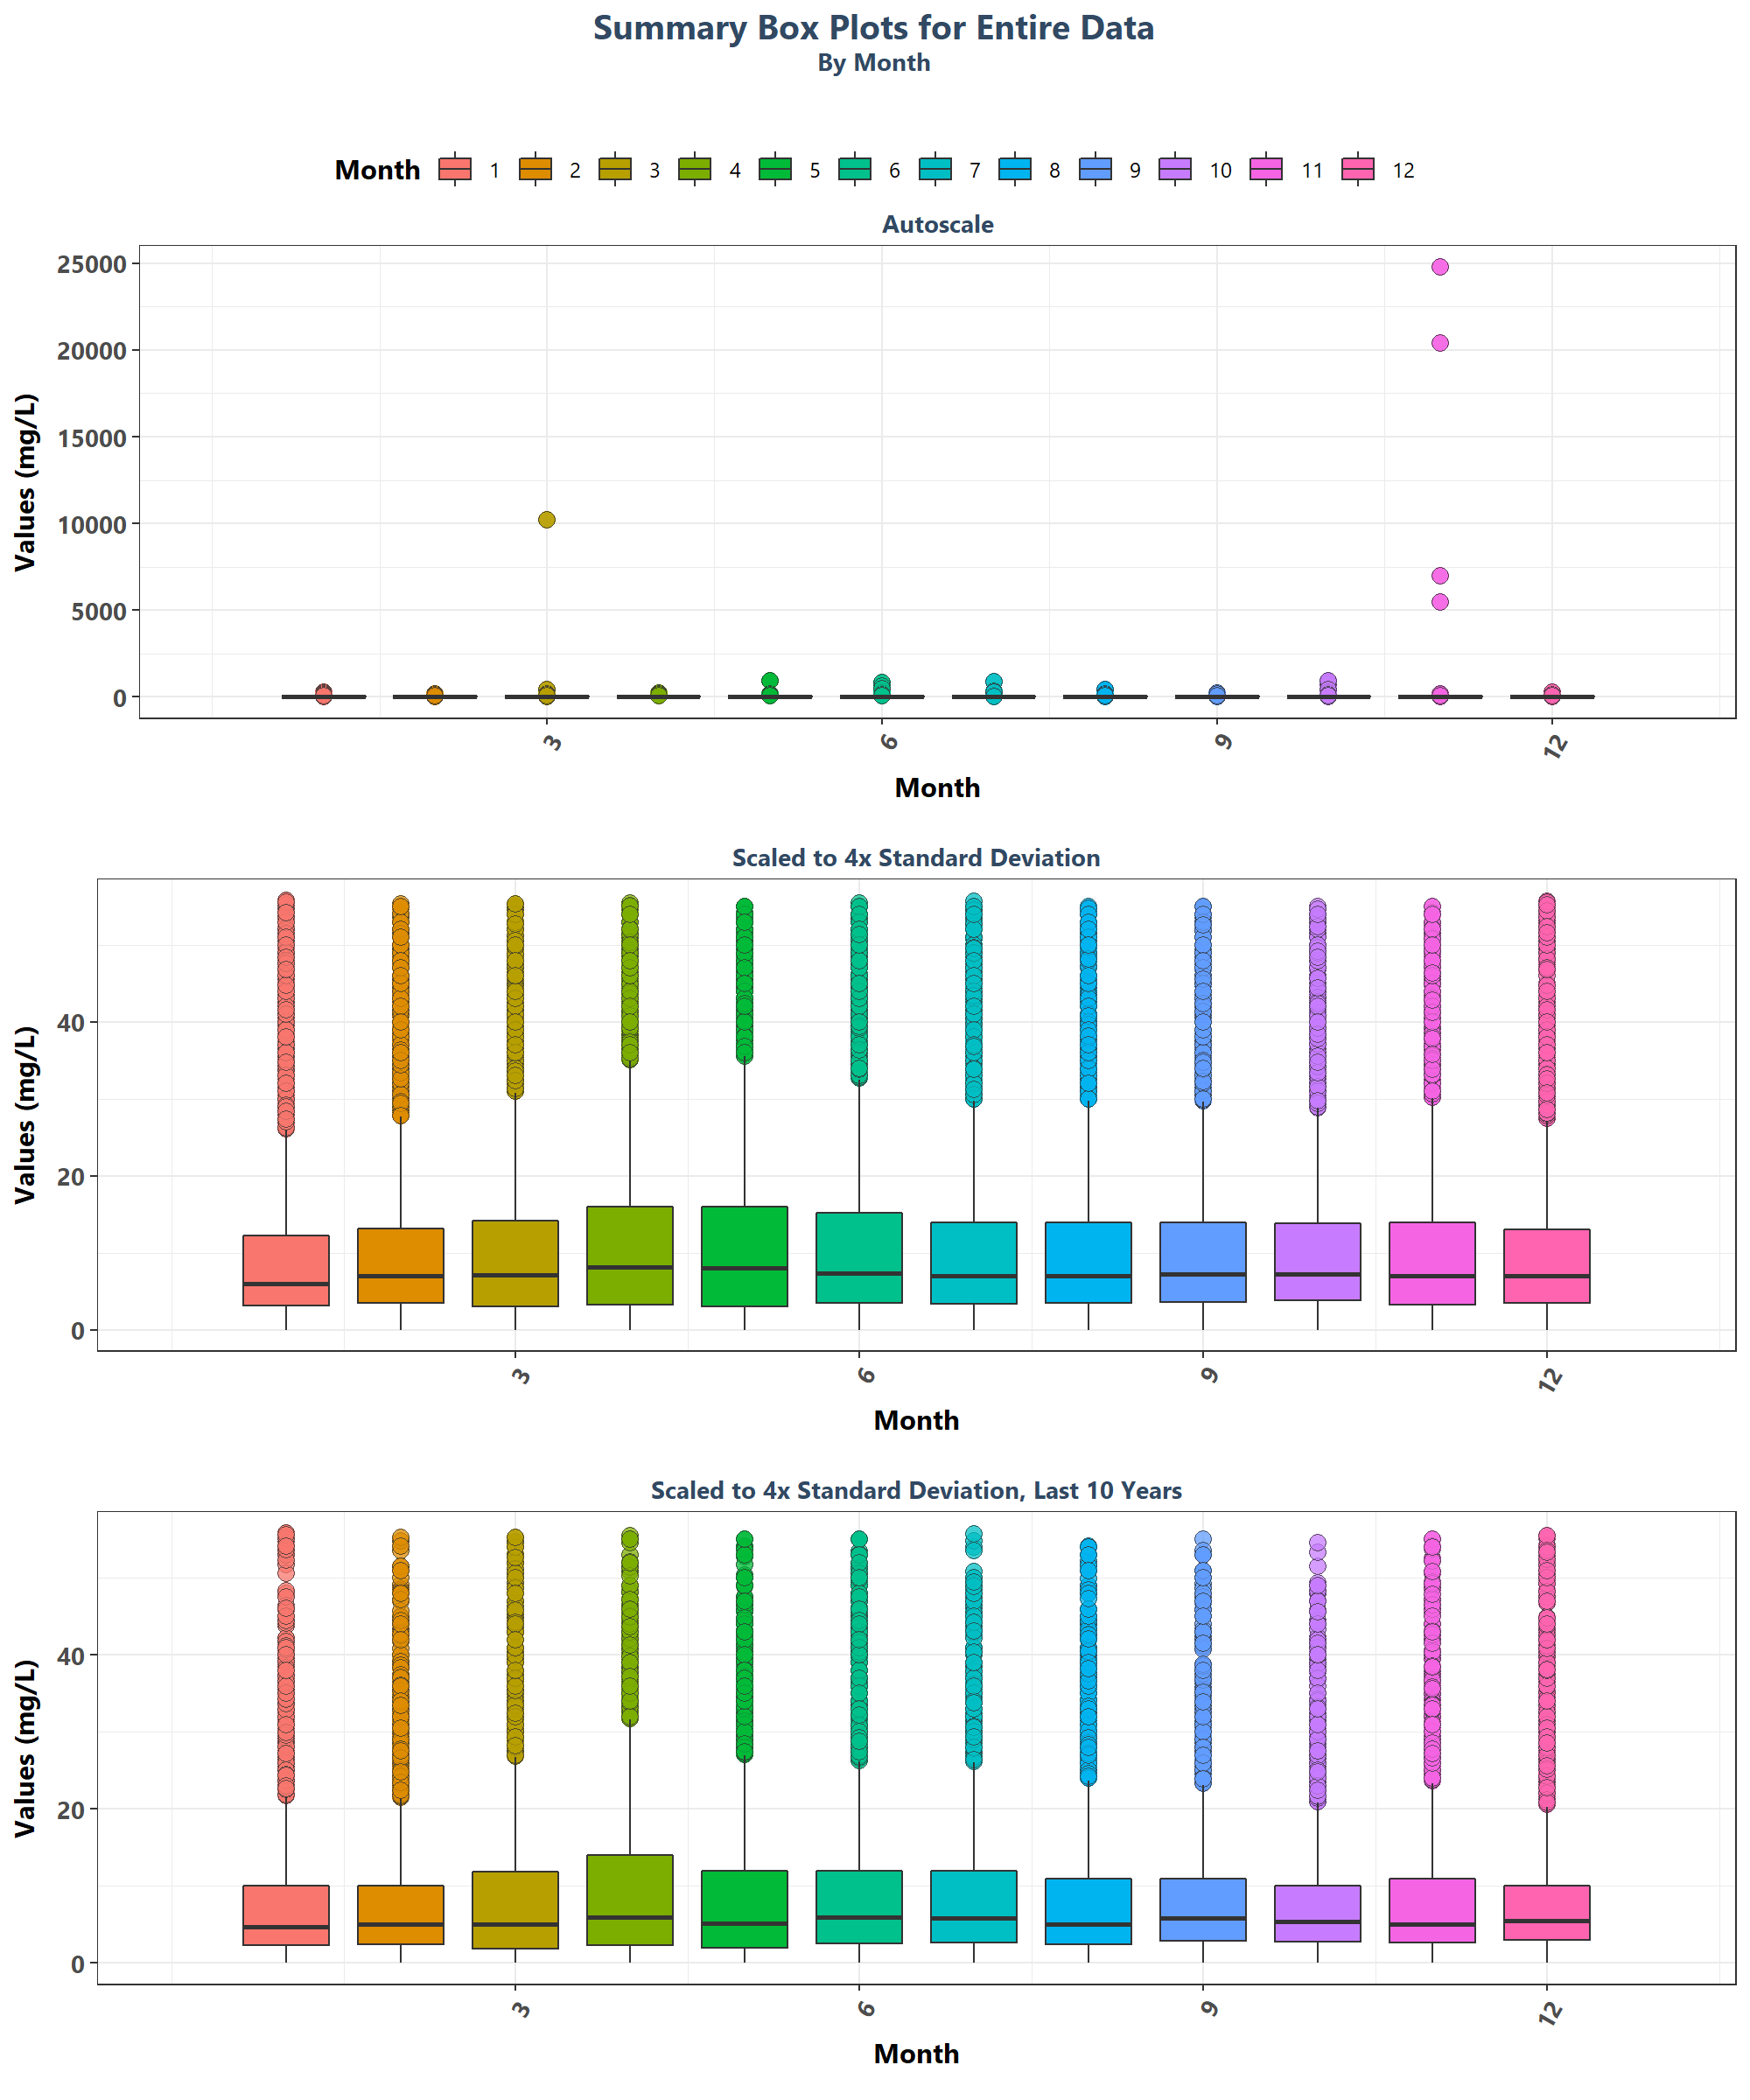 Summary Box Plots for Entire Data
By Month
Month 1 2 3 4 5 6 7 8 9 10 11 12
Autoscale
Values (mg/L)
25000
20000
15000
10000
5000
0
3 6 9 12
Month
Scaled to 4x Standard Deviation
Values (mg/L)
40
20
0
3 6 9 12
Month
Scaled to 4x Standard Deviation, Last 10 Years
Values (mg/L)
40
20
0
3 6 9 12
Month